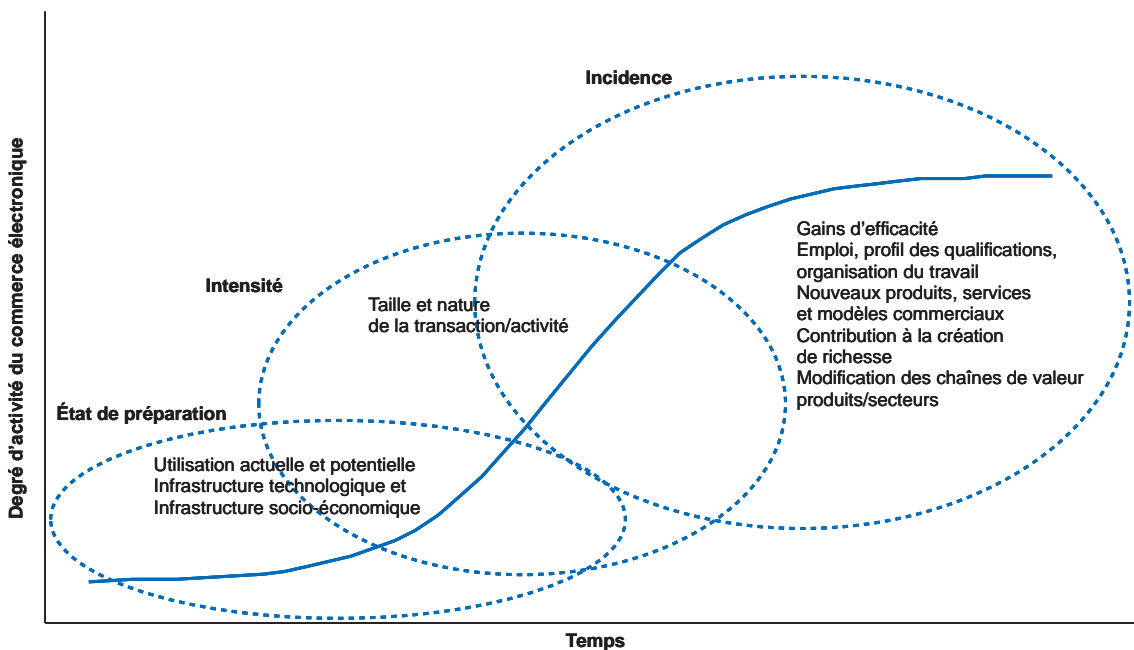 Incidence
Degré d'activité du commerce électronique
Gains d'efficacité
Emploi, profil des qualifications,
organisation du travail
Nouveaux produits, services
et modèles commerciaux
Contribution à la création
de richesse
Modification des chaînes de valeur
produits/secteurs
Intensité
Taille et nature
de la transaction/activité
État de préparation
Utilisation actuelle et potentielle
Infrastructure technologique et
Infrastructure socio-économique
Temps